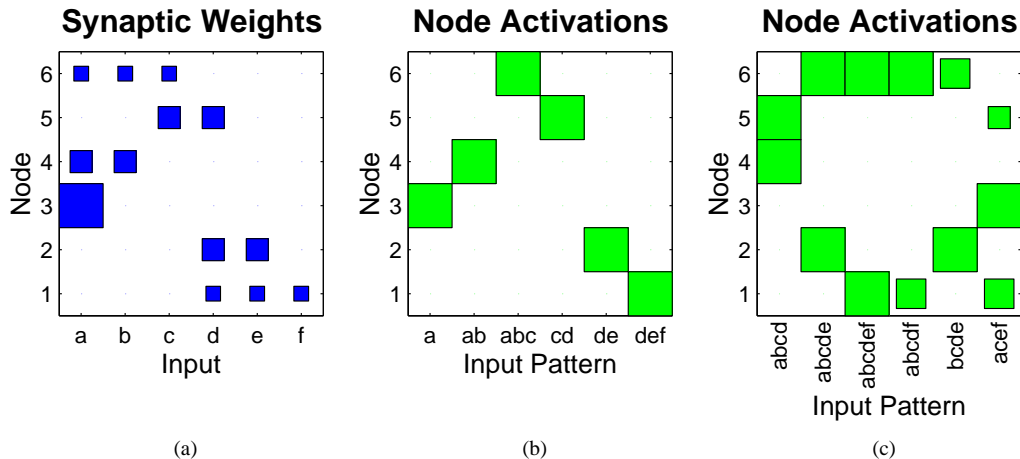 Synaptic Weights
Node
6
5
4
3
2
1
a b c d e f
Input
(a)
Node Activations
Node
6
5
4
3
2
1
a ab abc cd de def
Input Pattern
(b)
Node Activations
Node
6
5
4
3
2
1
abcd abcde abcdef abcdf bcde acef
Input Pattern
(c)